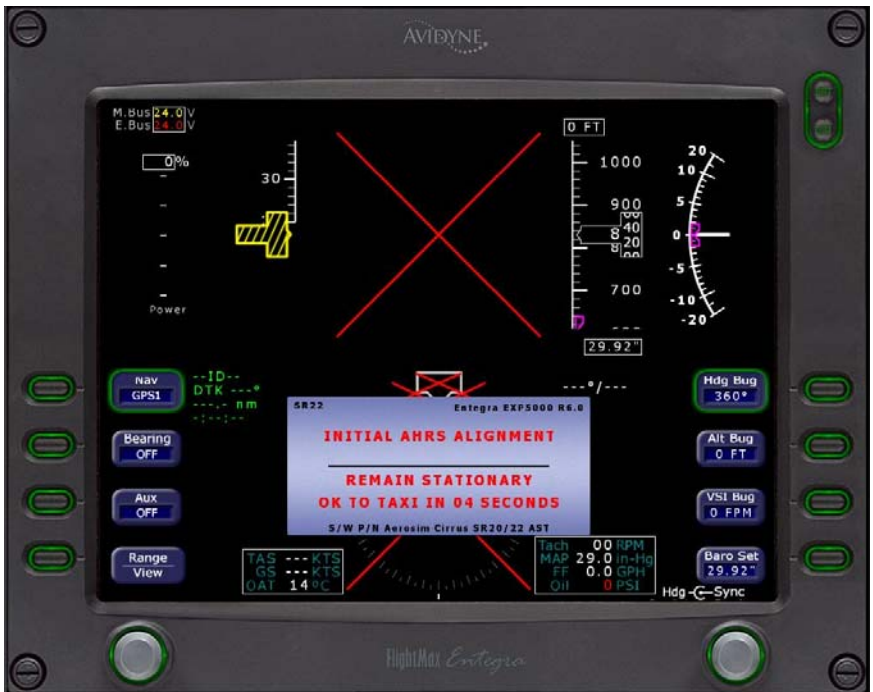 AVIDYNE
M.Bus 24.0 V
E.Bus 24.0 V
0%
30
Power
0 FT
1000
900
8
40
20
700
---
29.92"
20
10
5
0
-5
-10
-20
Nav
GPS1
--ID--
DTK ---°
---.- nm
-:--:--
Bearing
OFF
Aux
OFF
Range
View
---°/---
SR22 Entegra EXP5000 R6.0
INITIAL AHRS ALIGNMENT
REMAIN STATIONARY
OK TO TAXI IN 04 SECONDS
S/W P/N Aerosim Cirrus SR20/22 AST
TAS --- KTS
GS --- KTS
OAT 14 °C
Tach 00 RPM
MAP 29.0 in-Hg
FF 0.0 GPH
Oil 0 PSI
Hdg Bug
360°
Alt Bug
0 FT
VSI Bug
0 FPM
Baro Set
29.92"
Hdg Sync
FlightMax Entegra